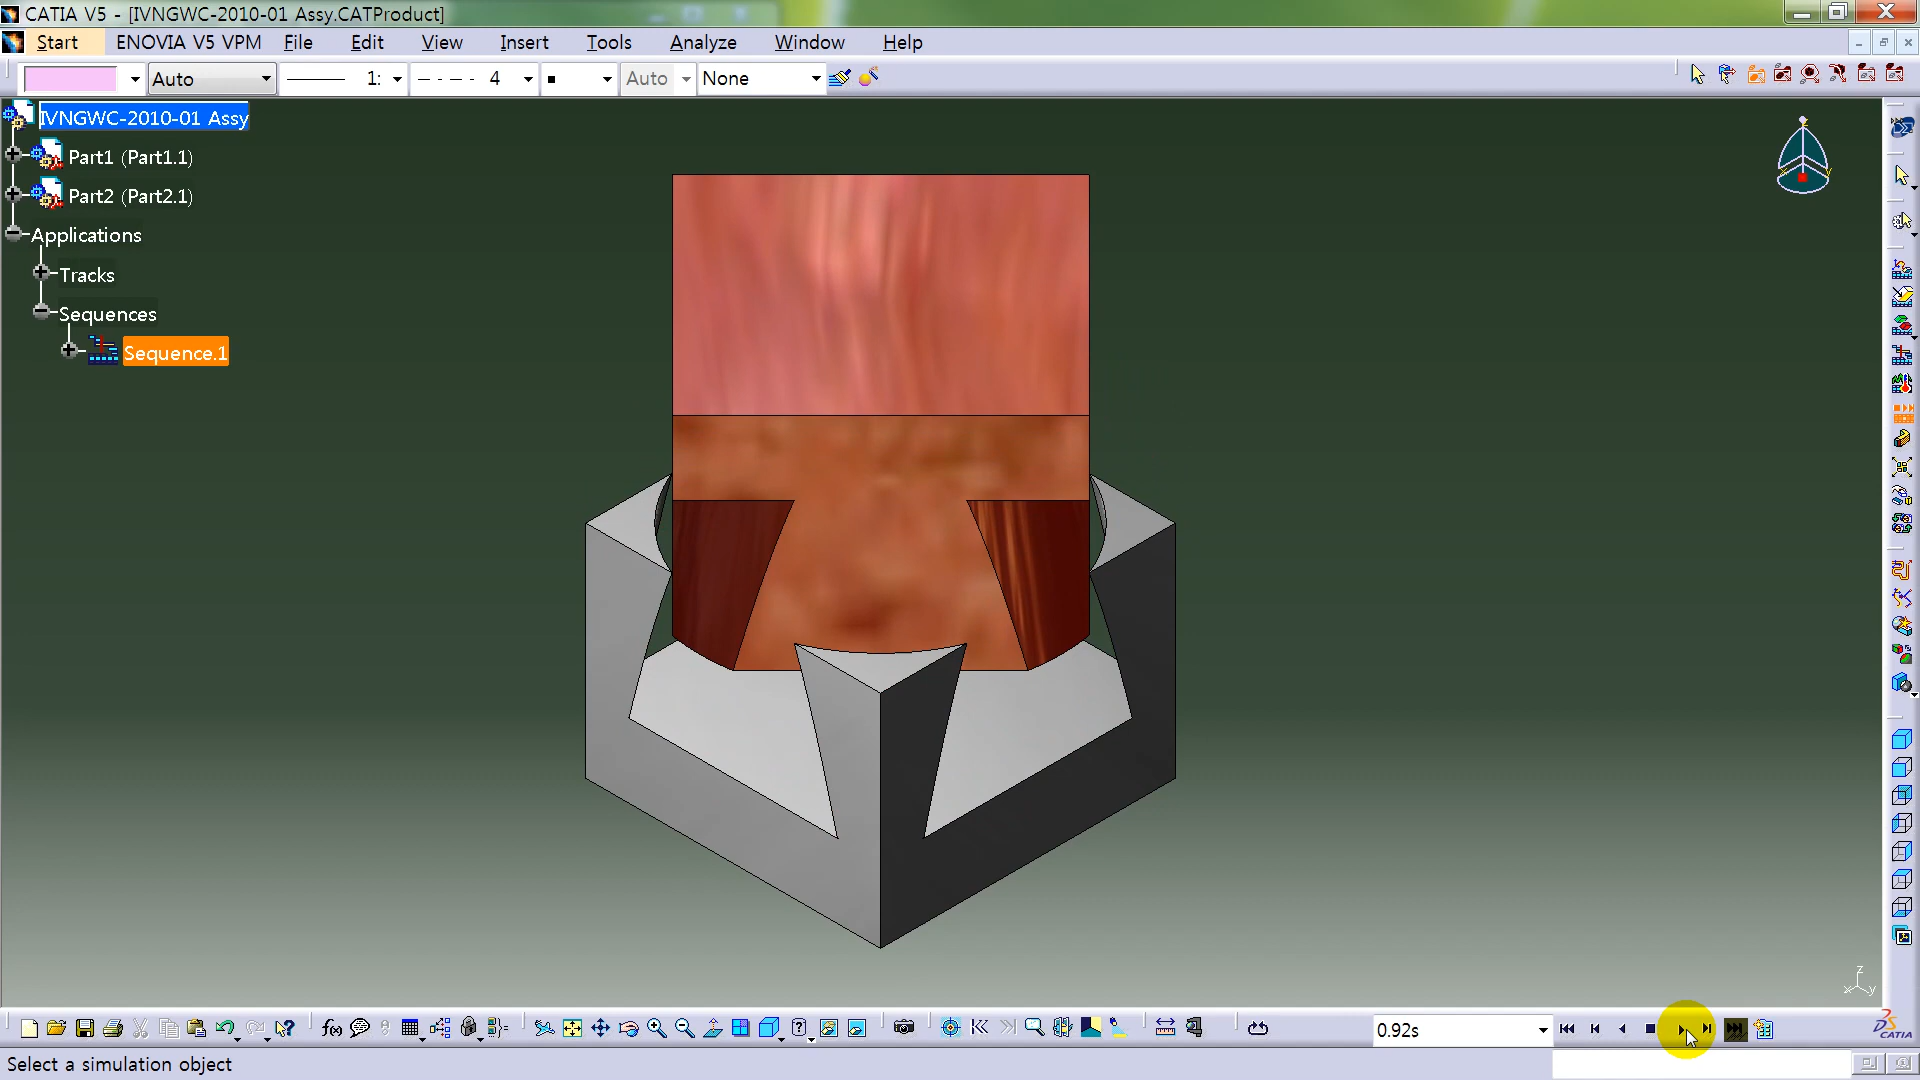 CATIA V5 - [IVNGWC-2010-01 Assy.CATProduct]
Start ENOVIA V5 VPM File Edit View Insert Tools Analyze Window Help
Auto 1: 4 Auto None
IVNGWC-2010-01 Assy
Part1 (Part1.1)
Part2 (Part2.1)
Applications
Tracks
Sequences
Sequence.1
z
x y
f(x)
0.92s
CATIA
Select a simulation object